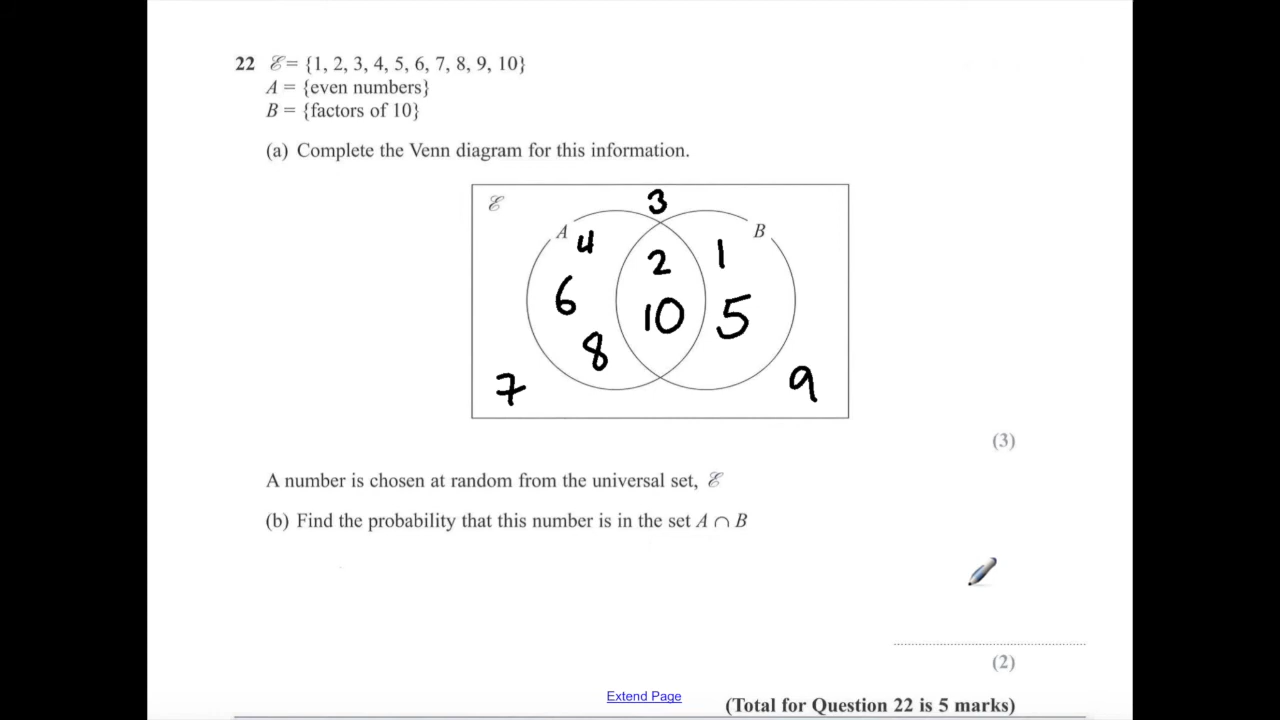 22 ℰ = {1, 2, 3, 4, 5, 6, 7, 8, 9, 10}
A = {even numbers}
B = {factors of 10}
(a) Complete the Venn diagram for this information.
3
ℰ
A
B
4
2
1
6
10
5
8
7
9
(3)
A number is chosen at random from the universal set, ℰ
(b) Find the probability that this number is in the set A ∩ B
(2)
Extend Page
(Total for Question 22 is 5 marks)